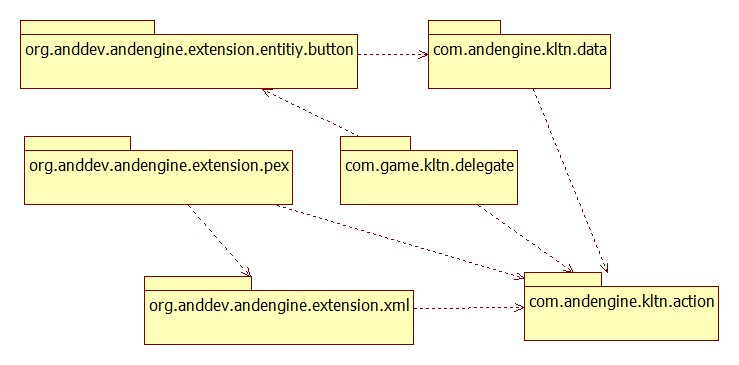 org.anddev.andengine.extension.entitiy.button
com.andengine.kltn.data
org.anddev.andengine.extension.pex
com.game.kltn.delegate
org.anddev.andengine.extension.xml
com.andengine.kltn.action